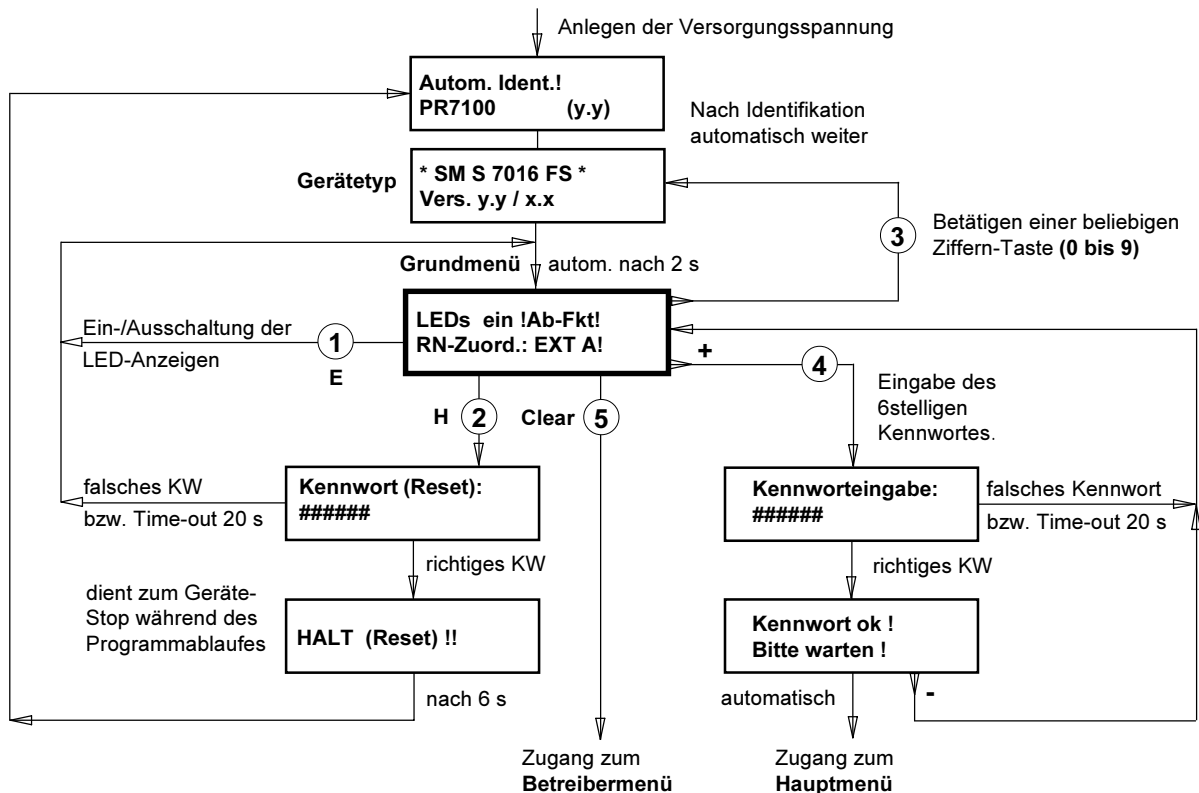 Anlegen der Versorgungsspannung
Autom. Ident.!
PR7100 (y.y)
Nach Identifikation
automatisch weiter
Gerätetyp
* SM S 7016 FS *
Vers. y.y / x.x
3
Betätigen einer beliebigen
Ziffern-Taste (0 bis 9)
Grundmenü
autom. nach 2 s
LEDs ein !Ab-Fkt!
RN-Zuord.: EXT A!
Ein-/Ausschaltung der
LED-Anzeigen
1
E
+
4
Eingabe des
6stelligen
Kennwortes.
H
2
Clear
5
falsches KW
bzw. Time-out 20 s
Kennwort (Reset):
######
Kennworteingabe:
######
falsches Kennwort
bzw. Time-out 20 s
richtiges KW
richtiges KW
dient zum Geräte-
Stop während des
Programmablaufes
HALT (Reset) !!
Kennwort ok !
Bitte warten !
nach 6 s
automatisch
-
Zugang zum
Betreibermenü
Zugang zum
Hauptmenü